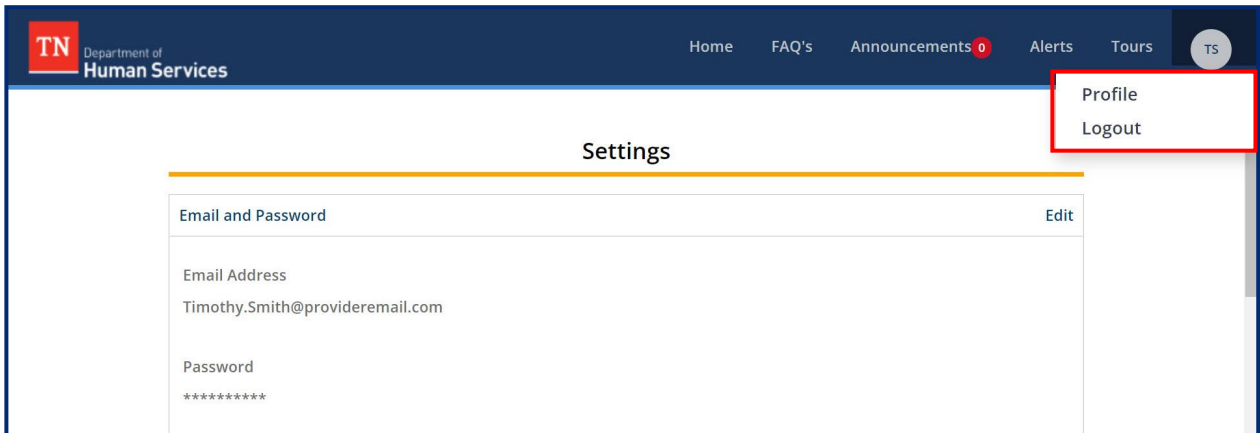 TN Department of
Human Services
Home FAQ's Announcements 0 Alerts Tours TS
Profile
Logout
Settings
Email and Password Edit
Email Address
Timothy.Smith@provideremail.com
Password
**********